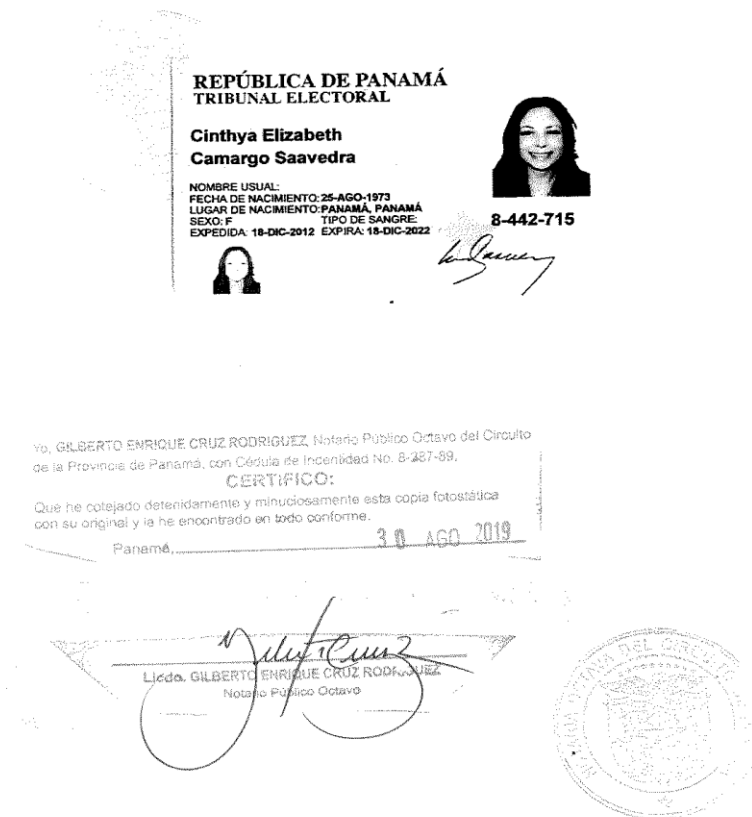 REPÚBLICA DE PANAMÁ
TRIBUNAL ELECTORAL
Cinthya Elizabeth
Camargo Saavedra
NOMBRE USUAL:
FECHA DE NACIMIENTO: 25-AGO-1973
LUGAR DE NACIMIENTO: PANAMÁ, PANAMÁ
SEXO: F TIPO DE SANGRE:
EXPEDIDA: 18-DIC-2012 EXPIRA: 18-DIC-2022
8-442-715
Yo, GILBERTO ENRIQUE CRUZ RODRIGUEZ, Notario Público Octavo del Circuito
de la Provincia de Panamá, con Cédula de Incentidad No. 8-287-89.
CERTIFICO:
Que he cotejado detenidamente y minuciosamente esta copia fotostática
con su original y la he encontrado en todo conforme.
Panamá, 30 AGO 2019
Licdo. GILBERTO ENRIQUE CRUZ RODRIGUEZ
Notario Público Octavo
OCTAVA DEL CIRCUITO